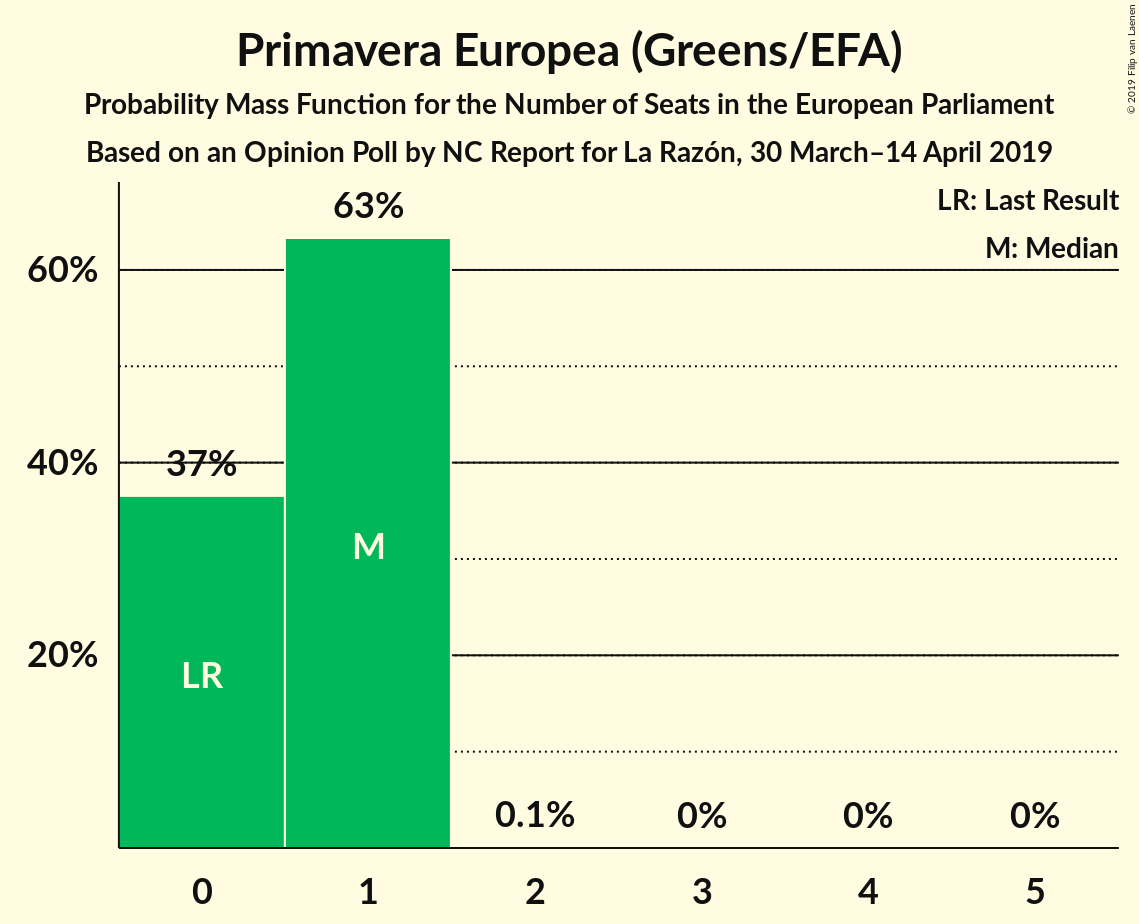 Primavera Europea (Greens/EFA)
Probability Mass Function for the Number of Seats in the European Parliament
Based on an Opinion Poll by NC Report for La Razón, 30 March–14 April 2019
© 2019 Filip van Laenen
LR: Last Result
M: Median
63%
60%
40%
37%
M
20%
LR
0.1%
0%
0%
0%
0
1
2
3
4
5